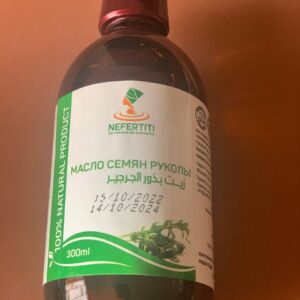 NEFERTITI
100% NATURAL PRODUCT
МАСЛО СЕМЯН РУКОЛЫ
زيت بذور الجرجير
15/10/2022
14/10/2024
300ml